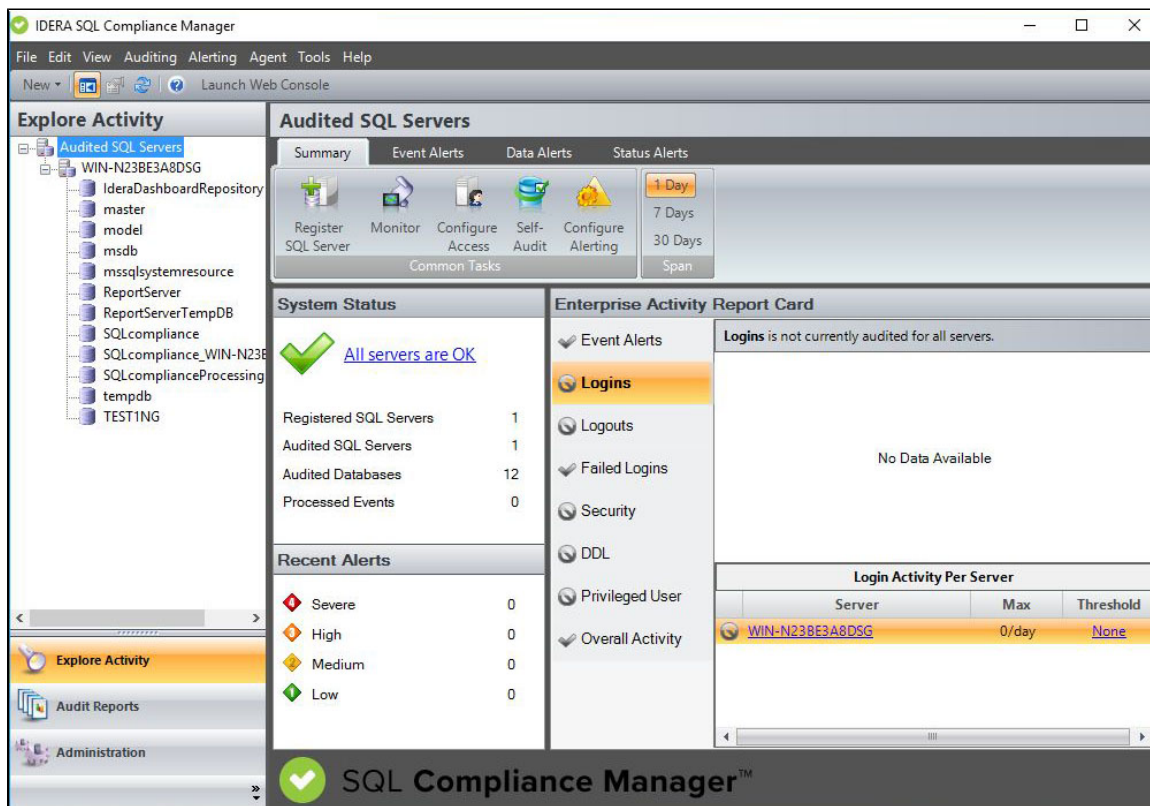 IDERA SQL Compliance Manager
File Edit View Auditing Alerting Agent Tools Help
New Launch Web Console
Explore Activity
Audited SQL Servers
WIN-N23BE3A8DSG
IderaDashboardRepository
master
model
msdb
mssqlsystemresource
ReportServer
ReportServerTempDB
SQLcompliance
SQLcompliance_WIN-N23B
SQLcomplianceProcessing
tempdb
TEST1NG
Explore Activity
Audit Reports
Administration
Audited SQL Servers
Summary Event Alerts Data Alerts Status Alerts
Register SQL Server
Monitor
Configure Access
Self-Audit
Configure Alerting
Common Tasks
1 Day
7 Days
30 Days
Span
System Status
All servers are OK
Registered SQL Servers 1
Audited SQL Servers 1
Audited Databases 12
Processed Events 0
Recent Alerts
4 Severe 0
3 High 0
2 Medium 0
1 Low 0
Enterprise Activity Report Card
Event Alerts
Logins
Logouts
Failed Logins
Security
DDL
Privileged User
Overall Activity
Logins is not currently audited for all servers.
No Data Available
Login Activity Per Server
Server Max Threshold
WIN-N23BE3A8DSG 0/day None
SQL Compliance Manager™